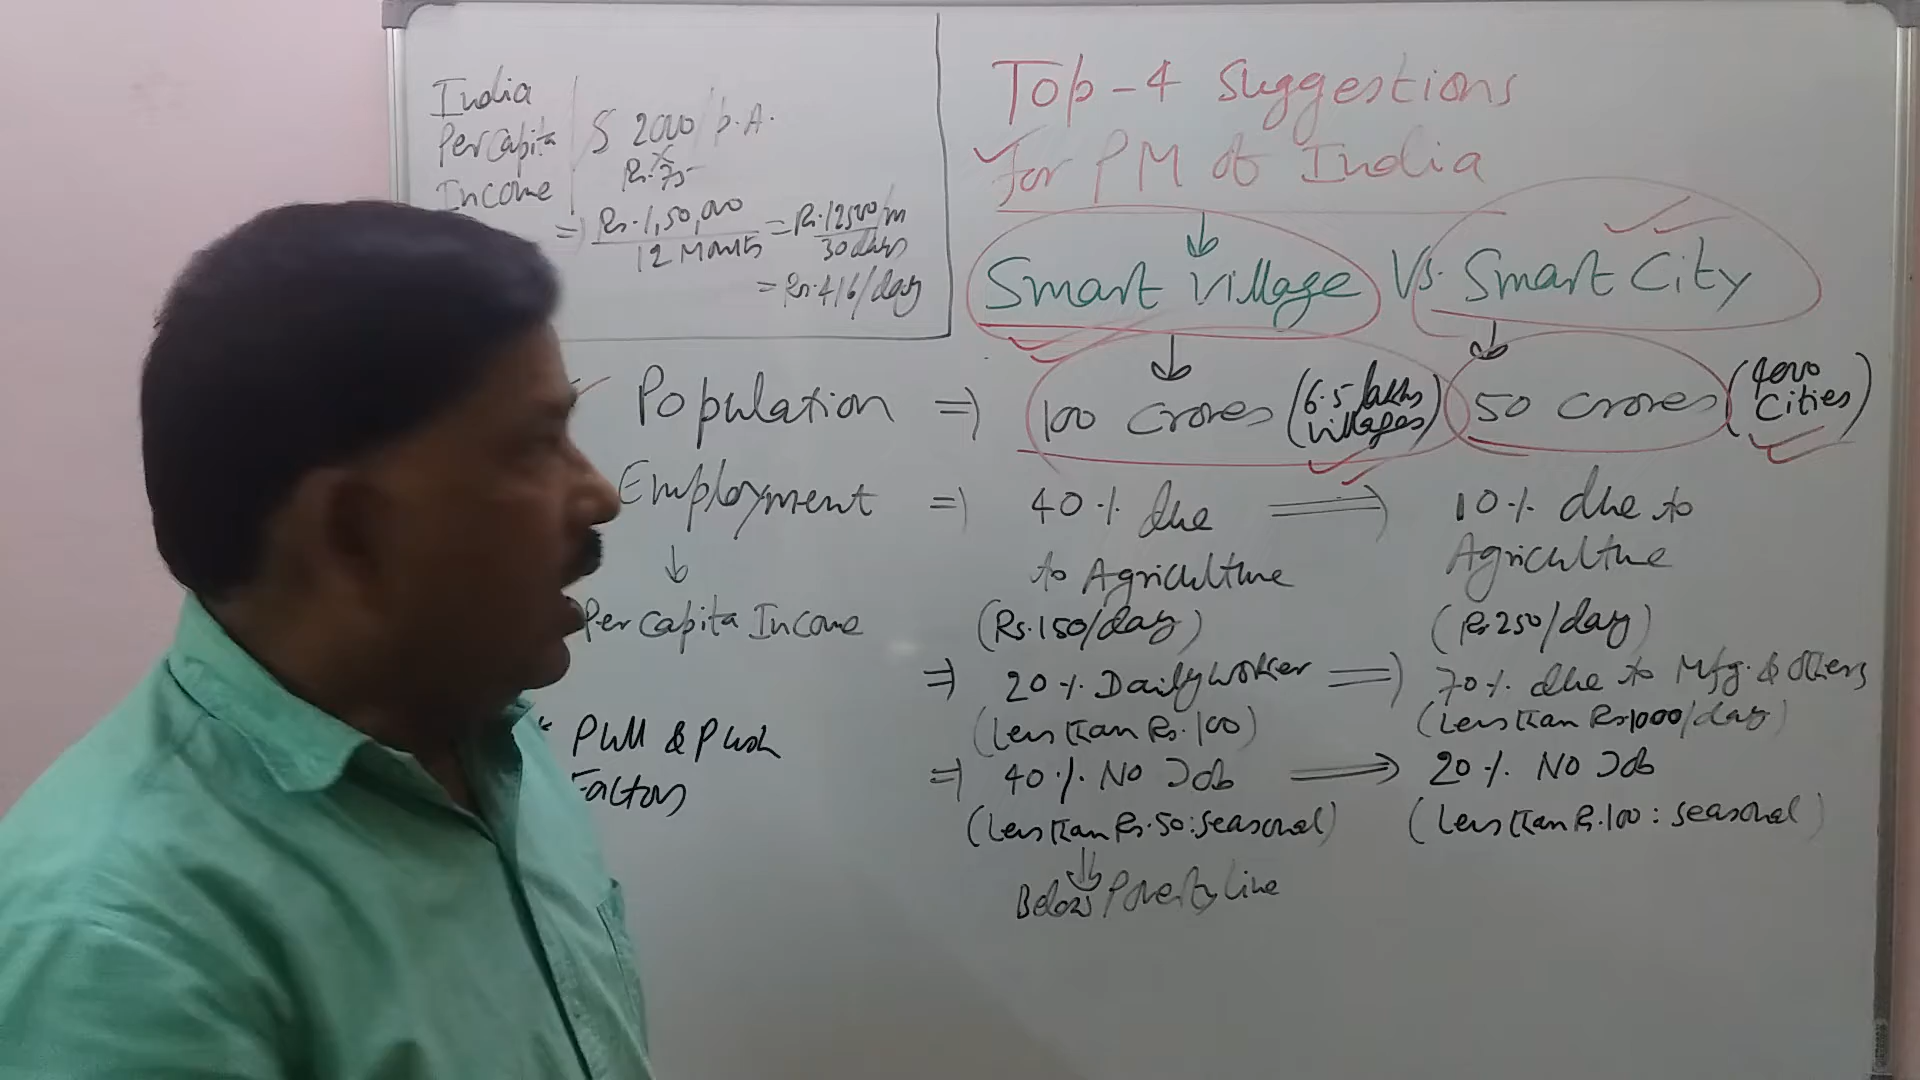 India
Per Capita
Income
$ 2000 / p.A.
x
Rs. 75
=) Rs. 1,50,000 = Rs. 12500/m
12 Months 30 days
= Rs. 416/day
Top-4 Suggestions
for PM of India
Smart Village Vs. Smart City
Population =) 100 crores (6.5 lakhs villages) 50 crores (4000 Cities)
Employment =) 40% due to Agriculture (Rs. 150/day)
10% due to Agriculture (Rs 250/day)
Per Capita Income
=) 20% Daily worker (less than Rs. 100)
70% due to Mfg. & others (less than Rs 1000/day)
* Pull & Push
Factors
=) 40% No Job (less than Rs. 50: seasonal)
20% No Job (less than Rs. 100: seasonal)
Below Poverty Line